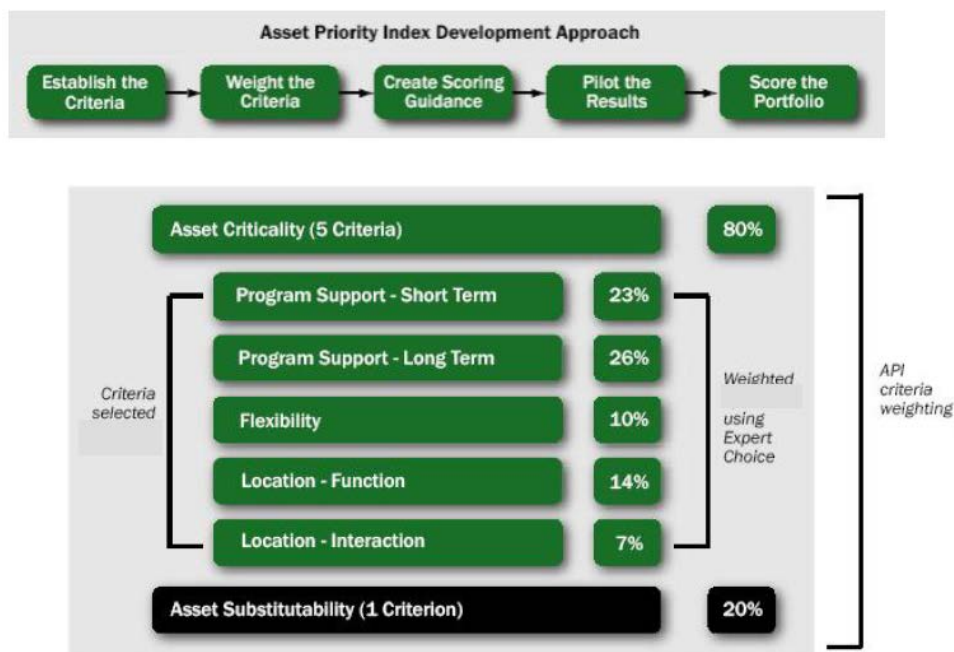 Asset Priority Index Development Approach
Establish the
Criteria
Weight the
Criteria
Create Scoring
Guidance
Pilot the
Results
Score the
Portfolio
Asset Criticality (5 Criteria)
80%
Program Support - Short Term
23%
Program Support - Long Term
26%
Flexibility
10%
Location - Function
14%
Location - Interaction
7%
Asset Substitutability (1 Criterion)
20%
Criteria
selected
Weighted
using
Expert
Choice
API
criteria
weighting